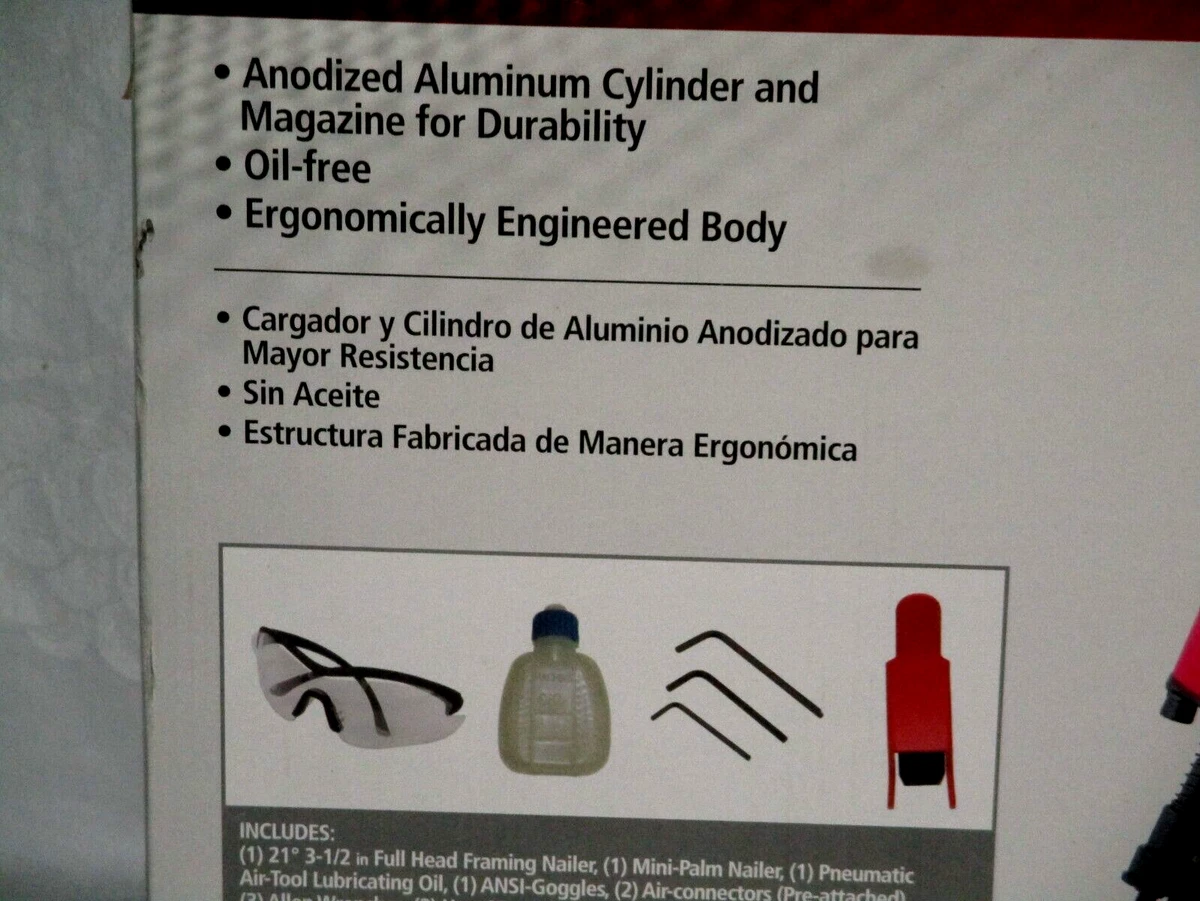 • Anodized Aluminum Cylinder and
Magazine for Durability
• Oil-free
• Ergonomically Engineered Body
• Cargador y Cilindro de Aluminio Anodizado para
Mayor Resistencia
• Sin Aceite
• Estructura Fabricada de Manera Ergonómica
INCLUDES:
(1) 21° 3-1/2 in Full Head Framing Nailer, (1) Mini-Palm Nailer, (1) Pneumatic
Air-Tool Lubricating Oil, (1) ANSI-Goggles, (2) Air-connectors (Pre-attached)